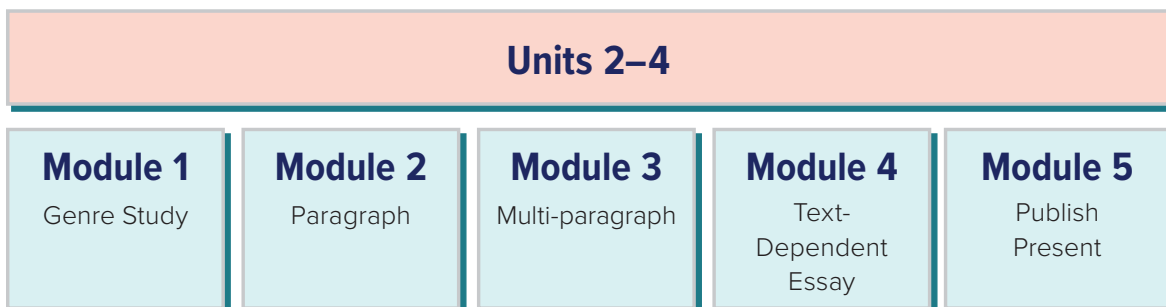 Units 2–4
Module 1
Genre Study
Module 2
Paragraph
Module 3
Multi-paragraph
Module 4
Text-
Dependent
Essay
Module 5
Publish
Present